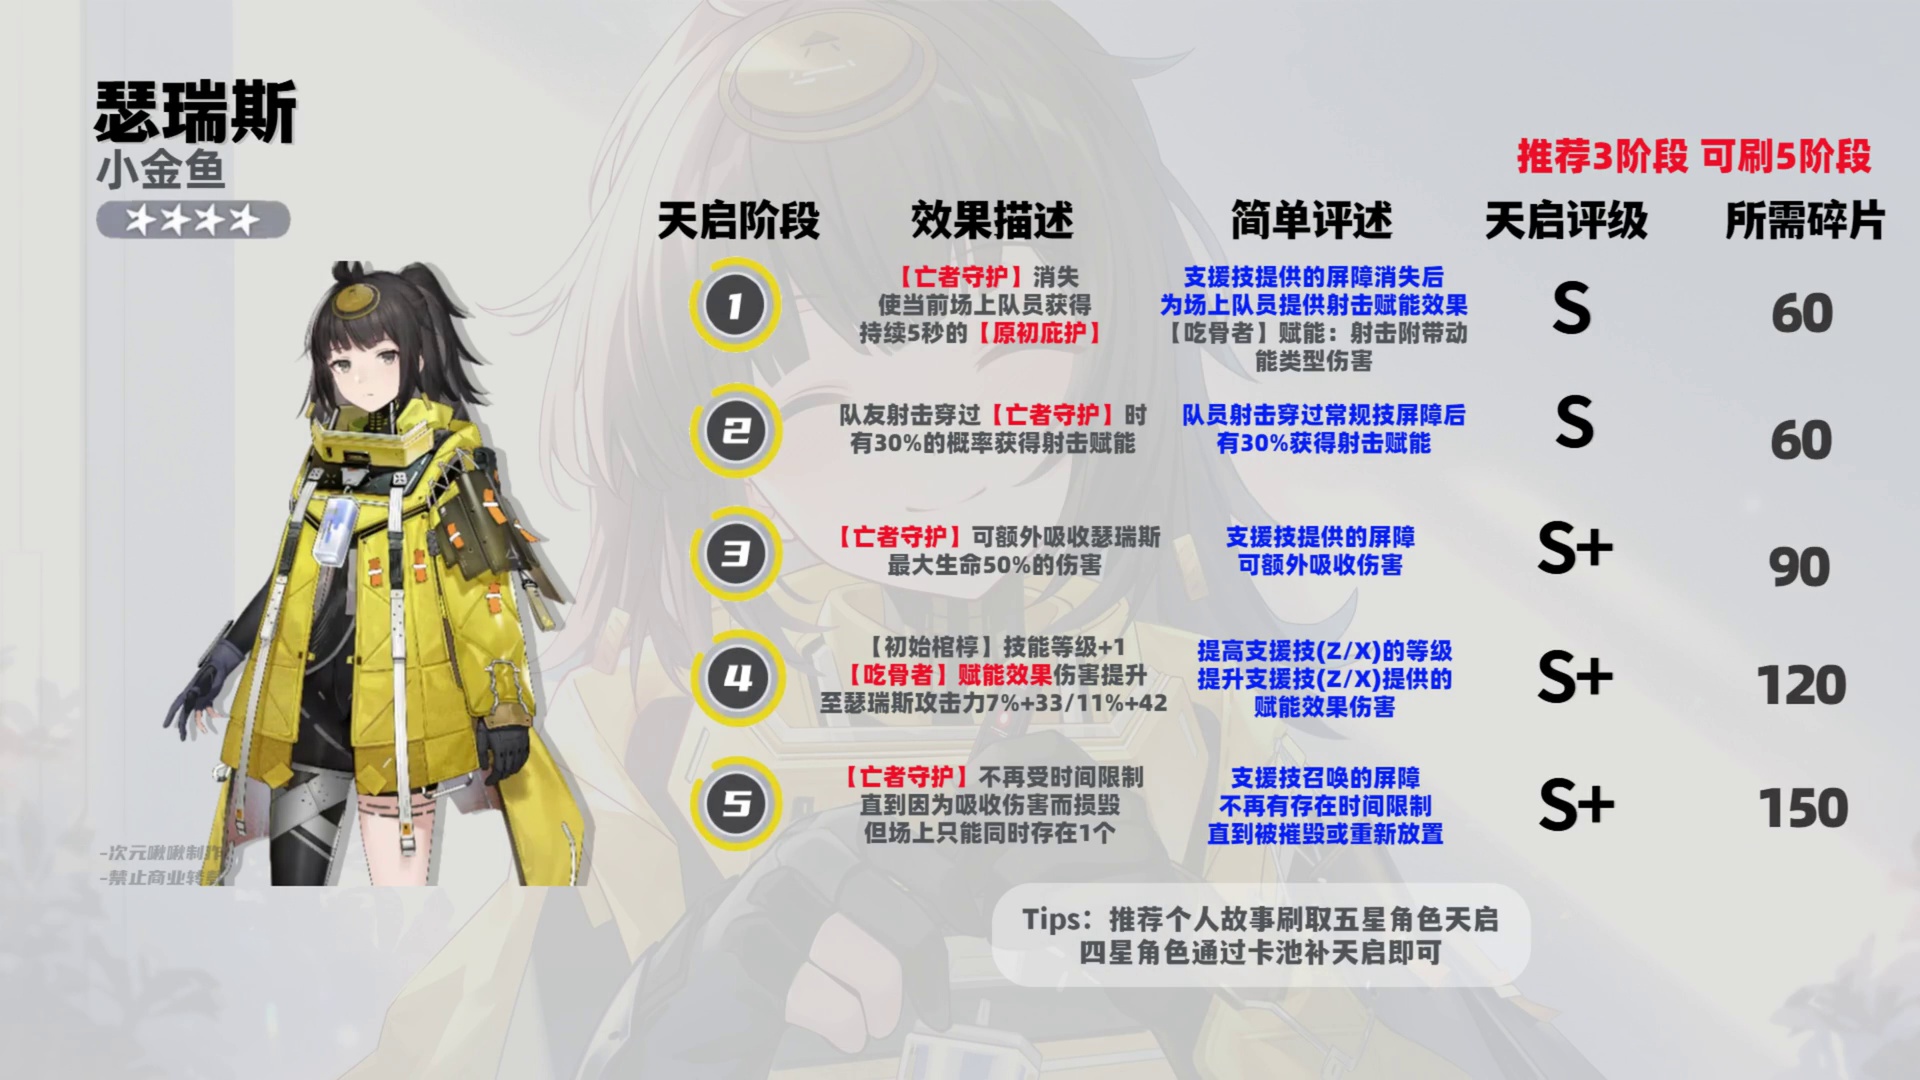 瑟瑞斯
小金鱼
推荐3阶段 可刷5阶段
天启阶段 效果描述 简单评述 天启评级 所需碎片
1
【亡者守护】消失
使当前场上队员获得
持续5秒的【原初庇护】
支援技提供的屏障消失后
为场上队员提供射击赋能效果
【吃骨者】赋能：射击附带动
能类型伤害
S
60
2
队友射击穿过【亡者守护】时
有30%的概率获得射击赋能
队员射击穿过常规技屏障后
有30%获得射击赋能
S
60
3
【亡者守护】可额外吸收瑟瑞斯
最大生命50%的伤害
支援技提供的屏障
可额外吸收伤害
S+
90
4
【初始棺椁】技能等级+1
【吃骨者】赋能效果伤害提升
至瑟瑞斯攻击力7%+33/11%+42
提高支援技(Z/X)的等级
提升支援技(Z/X)提供的
赋能效果伤害
S+
120
5
【亡者守护】不再受时间限制
直到因为吸收伤害而损毁
但场上只能同时存在1个
支援技召唤的屏障
不再有存在时间限制
直到被摧毁或重新放置
S+
150
-次元啾啾制作
-禁止商业转载
Tips：推荐个人故事刷取五星角色天启
四星角色通过卡池补天启即可